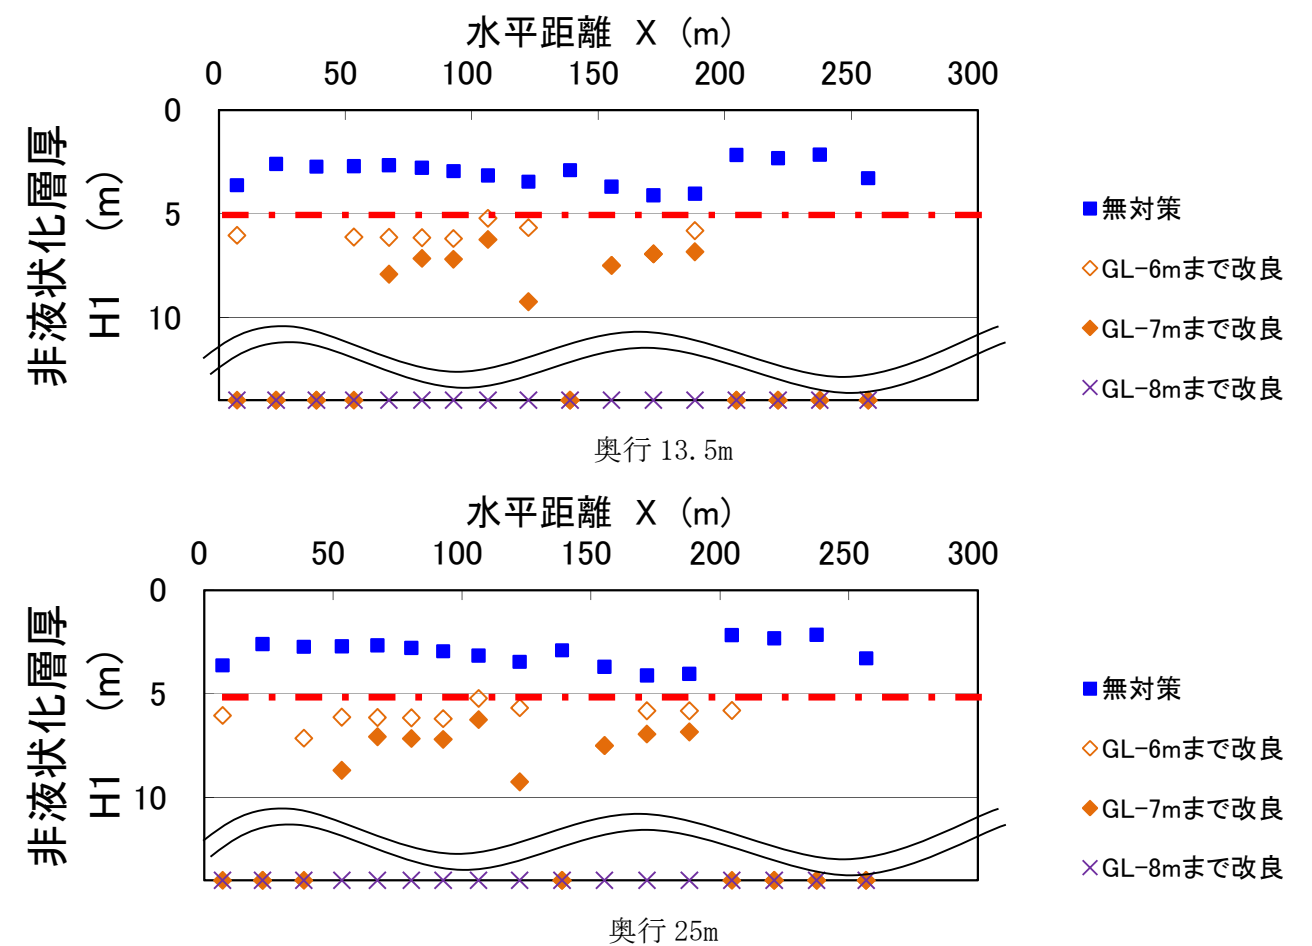 水平距離 X (m)
0 50 100 150 200 250 300
非液状化層厚
H1 (m)
0
5
10
■無対策
◇GL-6mまで改良
◆GL-7mまで改良
×GL-8mまで改良
奥行 13.5m
水平距離 X (m)
0 50 100 150 200 250 300
非液状化層厚
H1 (m)
0
5
10
■無対策
◇GL-6mまで改良
◆GL-7mまで改良
×GL-8mまで改良
奥行 25m